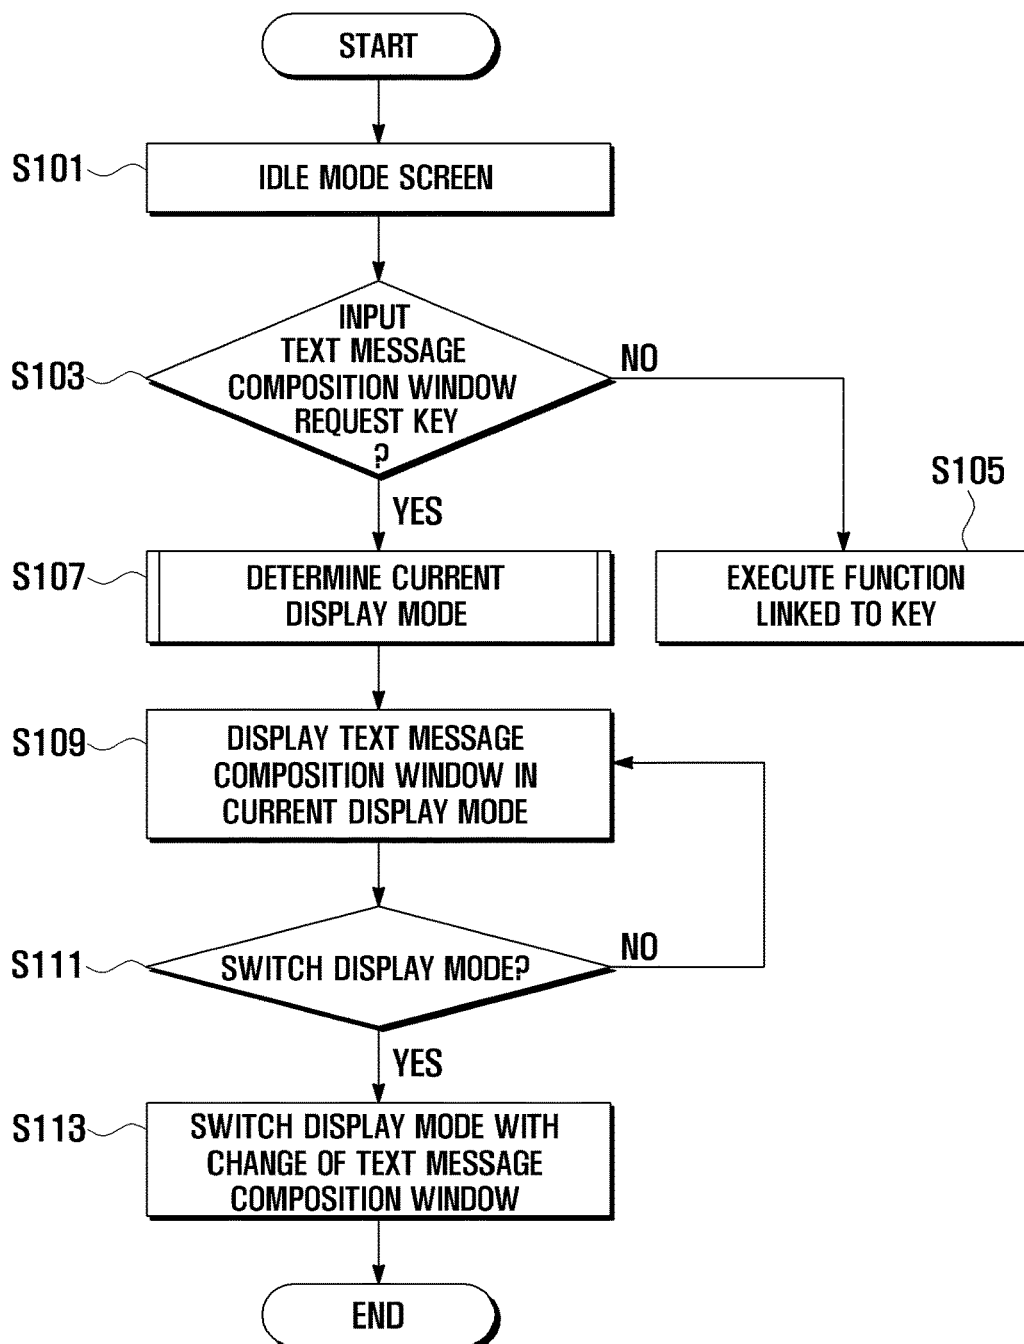 START
S101
IDLE MODE SCREEN
S103
INPUT
TEXT MESSAGE
COMPOSITION WINDOW
REQUEST KEY
?
NO
YES
S105
EXECUTE FUNCTION
LINKED TO KEY
S107
DETERMINE CURRENT
DISPLAY MODE
S109
DISPLAY TEXT MESSAGE
COMPOSITION WINDOW IN
CURRENT DISPLAY MODE
S111
SWITCH DISPLAY MODE?
NO
YES
S113
SWITCH DISPLAY MODE WITH
CHANGE OF TEXT MESSAGE
COMPOSITION WINDOW
END